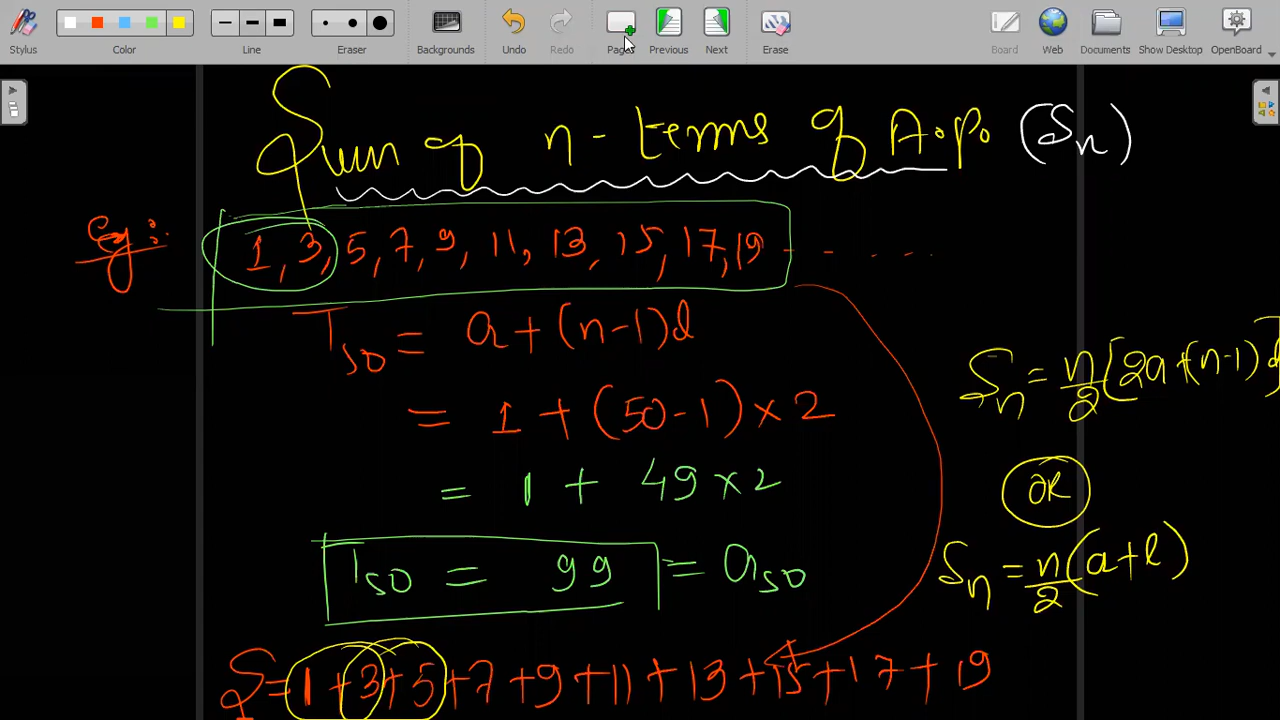 Stylus Color Line Eraser Backgrounds Undo Redo Pages Previous Next Erase Board Web Documents Show Desktop OpenBoard
Sum of n-terms of A.P. (Sn)
Eg: 1, 3, 5, 7, 9, 11, 13, 15, 17, 19 - - . . . .
T50 = a + (n-1)d
= 1 + (50-1) × 2
= 1 + 49 × 2
T50 = 99 = a50
Sn = n/2 [2a + (n-1) d
OR
Sn = n/2 (a + l)
S = 1 + 3 + 5 + 7 + 9 + 11 + 13 + 15 + 17 + 19